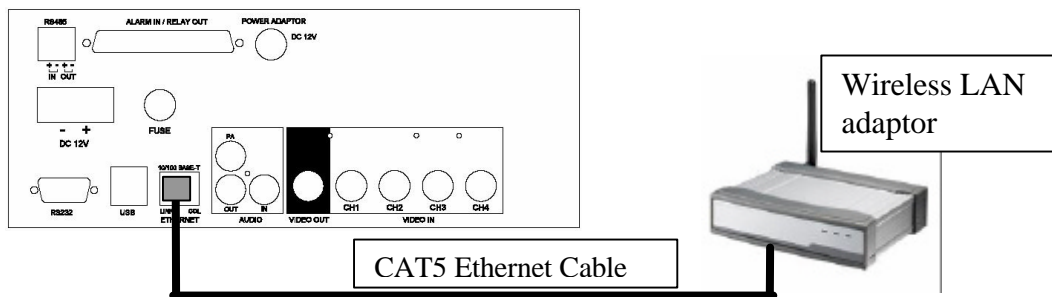 RS485
ALARM IN / RELAY OUT
POWER ADAPTOR
DC 12V
+ - + -
IN OUT
- +
DC 12V
FUSE
PA
10/100 BASE-T
RS232
USB
LINK COL
ETHERNET
OUT IN
AUDIO
VIDEO OUT
CH1 CH2 CH3 CH4
VIDEO IN
Wireless LAN
adaptor
CAT5 Ethernet Cable